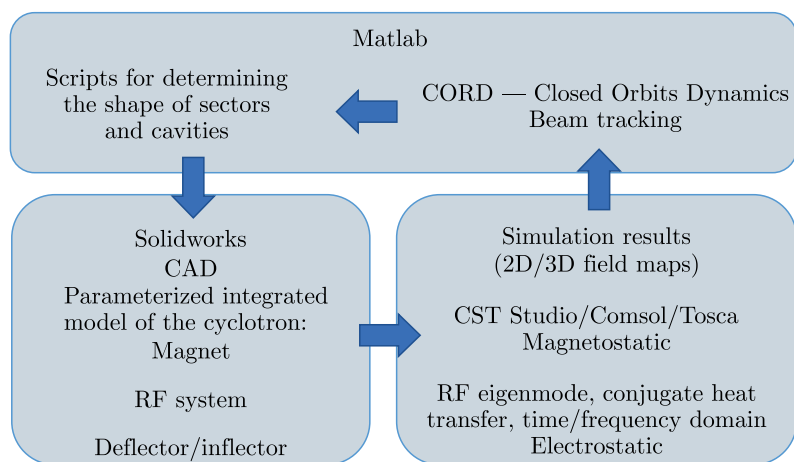 Matlab
Scripts for determining
the shape of sectors
and cavities
CORD — Closed Orbits Dynamics
Beam tracking
Solidworks
CAD
Parameterized integrated
model of the cyclotron:
Magnet
RF system
Deflector/inflector
Simulation results
(2D/3D field maps)
CST Studio/Comsol/Tosca
Magnetostatic
RF eigenmode, conjugate heat
transfer, time/frequency domain
Electrostatic